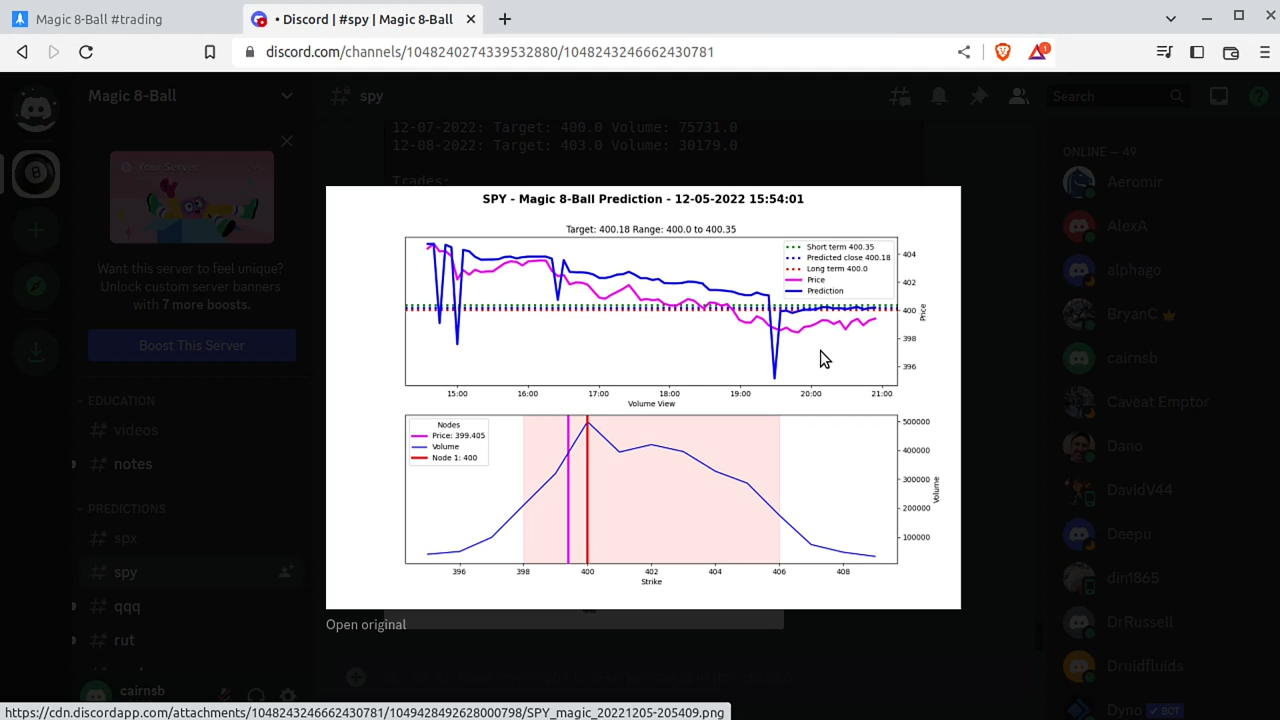 Magic 8-Ball #trading
• Discord | #spy | Magic 8-Ball
discord.com/channels/1048240274339532880/1048243246662430781
1
Magic 8-Ball
spy
Search
Your Server
Want this server to feel unique?
Unlock custom server banners
with 7 more boosts.
Boost This Server
EDUCATION
videos
notes
PREDICTIONS
spx
spy
qqq
rut
cairnsb
12-07-2022: Target: 400.0 Volume: 75731.0
12-08-2022: Target: 403.0 Volume: 30179.0
Trades:
SPY - Magic 8-Ball Prediction - 12-05-2022 15:54:01
Target: 400.18 Range: 400.0 to 400.35
Short term 400.35
Predicted close 400.18
Long term 400.0
Price
Prediction
404
402
400
398
396
Price
15:00 16:00 17:00 18:00 19:00 20:00 21:00
Volume View
Nodes
Price: 399.405
Volume
Node 1: 400
500000
400000
300000
200000
100000
Volume
396 398 400 402 404 406 408
Strike
Open original
ONLINE — 49
Aeromir
AlexA
alphago
BryanC
cairnsb
Caveat Emptor
Dano
DavidV44
Deepu
din1865
DrRussell
Druidfluids
Dyno BOT
https://cdn.discordapp.com/attachments/1048243246662430781/1049428492628000798/SPY_magic_20221205-205409.png